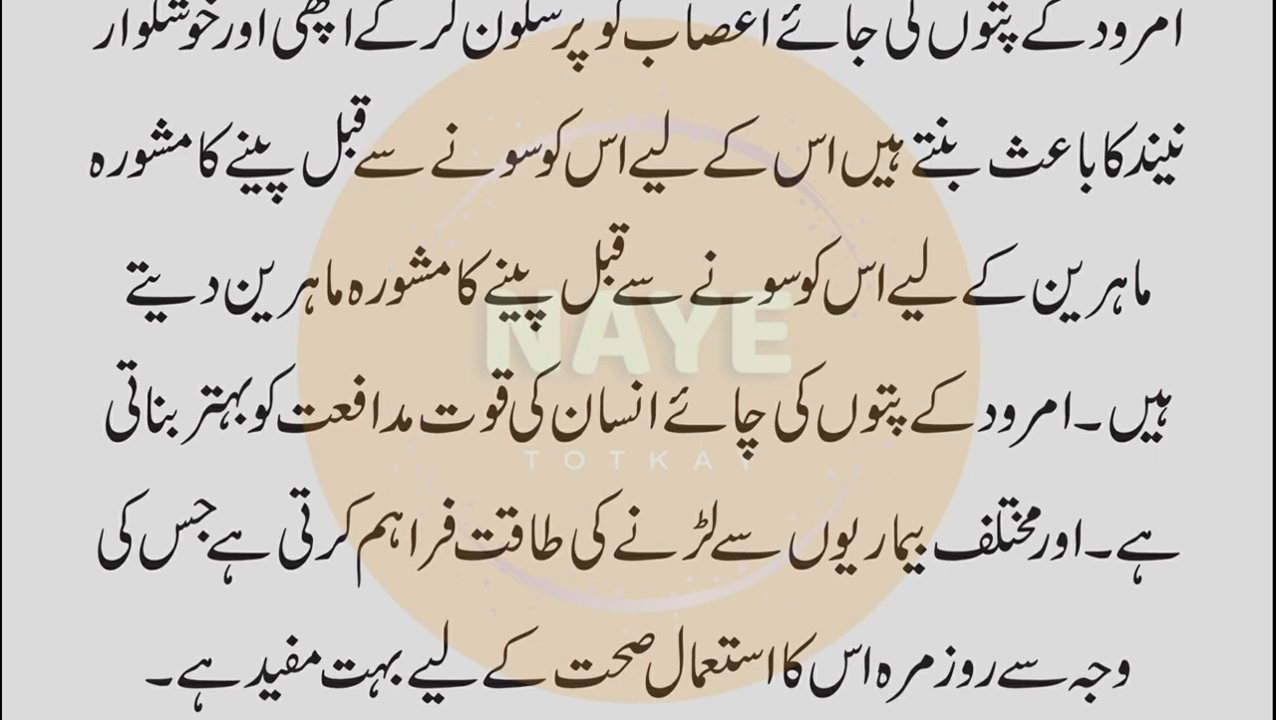 امرود کے پتوں کی جائے اعصاب کو پر سکون کر کے اچھی اور خوشگوار
نیند کا باعث بنتے ہیں اس کے لیے اس کو سونے سے قبل پینے کا مشورہ
ماہرین کے لیے اس کو سونے سے قبل پینے کا مشورہ ماہرین دیتے
ہیں۔ امرود کے پتوں کی چائے انسان کی قوت مدافعت کو بہتر بناتی
ہے۔ اور مختلف بیماریوں سے لڑنے کی طاقت فراہم کرتی ہے جس کی
وجہ سے روزمرہ اس کا استعمال صحت کے لیے بہت مفید ہے۔
NAYE
TOTKAY